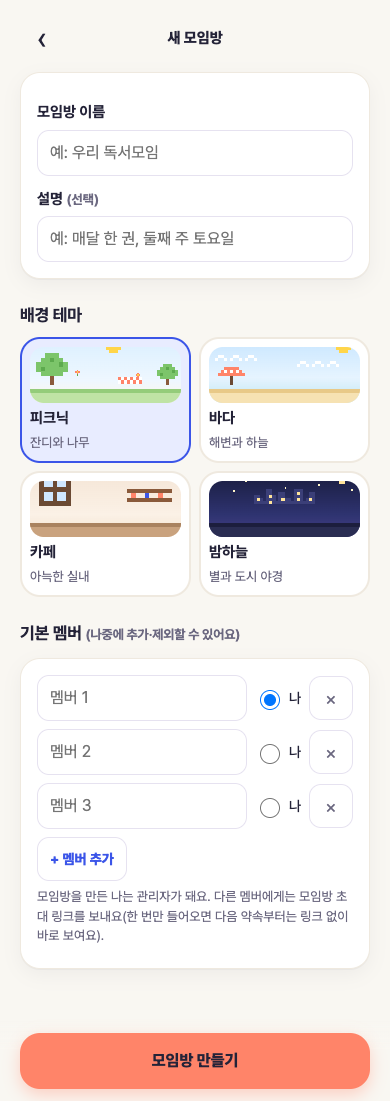 새 모임방
모임방 이름
예: 우리 독서모임
설명 (선택)
예: 매달 한 권, 둘째 주 토요일
배경 테마
피크닉
잔디와 나무
바다
해변과 하늘
카페
아늑한 실내
밤하늘
별과 도시 야경
기본 멤버 (나중에 추가·제외할 수 있어요)
멤버 1 나 ×
멤버 2 나 ×
멤버 3 나 ×
+ 멤버 추가
모임방을 만든 나는 관리자가 돼요. 다른 멤버에게는 모임방 초
대 링크를 보내요(한 번만 들어오면 다음 약속부터는 링크 없이
바로 보여요).
모임방 만들기